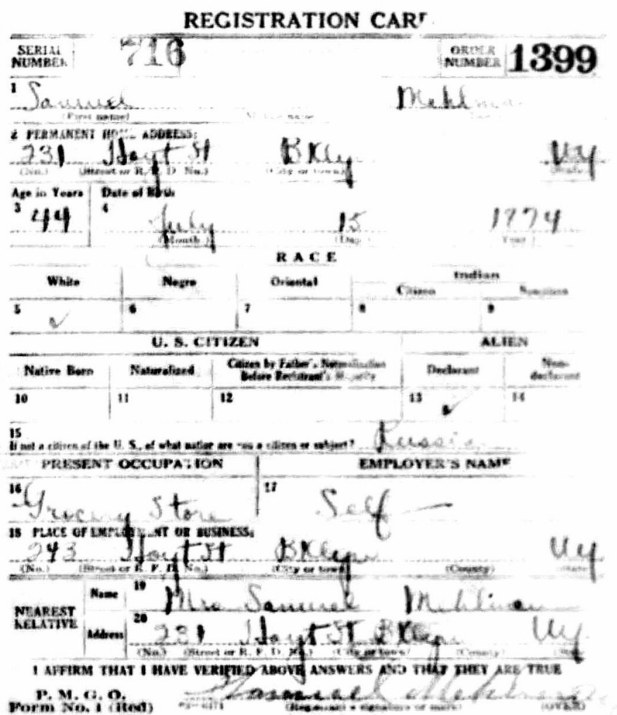 REGISTRATION CARD
SERIAL NUMBER 716 ORDER NUMBER 1399
1 Samuel Mehlman
(First name)
2 PERMANENT HOME ADDRESS:
231 Hoyt St BKlyn NY
(No.) (Street or R. F. D. No.) (City or town) (State)
Age in Years Date of Birth
3 44 4 July 15 1874
(Month) (Day) (Year)
RACE
White Negro Oriental Indian
Citizen Noncitizen
5 ✓ 6 7 8 9
U. S. CITIZEN ALIEN
Native Born Naturalized Citizen by Father's Naturalization Before Registrant's Majority Declarant Non-declarant
10 11 12 13 ✓ 14
15
If not a citizen of the U. S., of what nation are you a citizen or subject? Russia
PRESENT OCCUPATION EMPLOYER'S NAME
16 Grocery Store 17 Self
18 PLACE OF EMPLOYMENT OR BUSINESS:
243 Hoyt St BKlyn NY
(No.) (Street or R. F. D. No.) (City or town) (County) (State)
NEAREST RELATIVE
Name 19 Mrs Samuel Mehlman
Address 20 231 Hoyt St BKlyn NY
(No.) (Street or R. F. D. No.) (City or town) (County) (State)
I AFFIRM THAT I HAVE VERIFIED ABOVE ANSWERS AND THAT THEY ARE TRUE
P. M. G. O.
Form No. 1 (Red) Samuel Mehlman
(Registrant's signature or mark) (OVER)